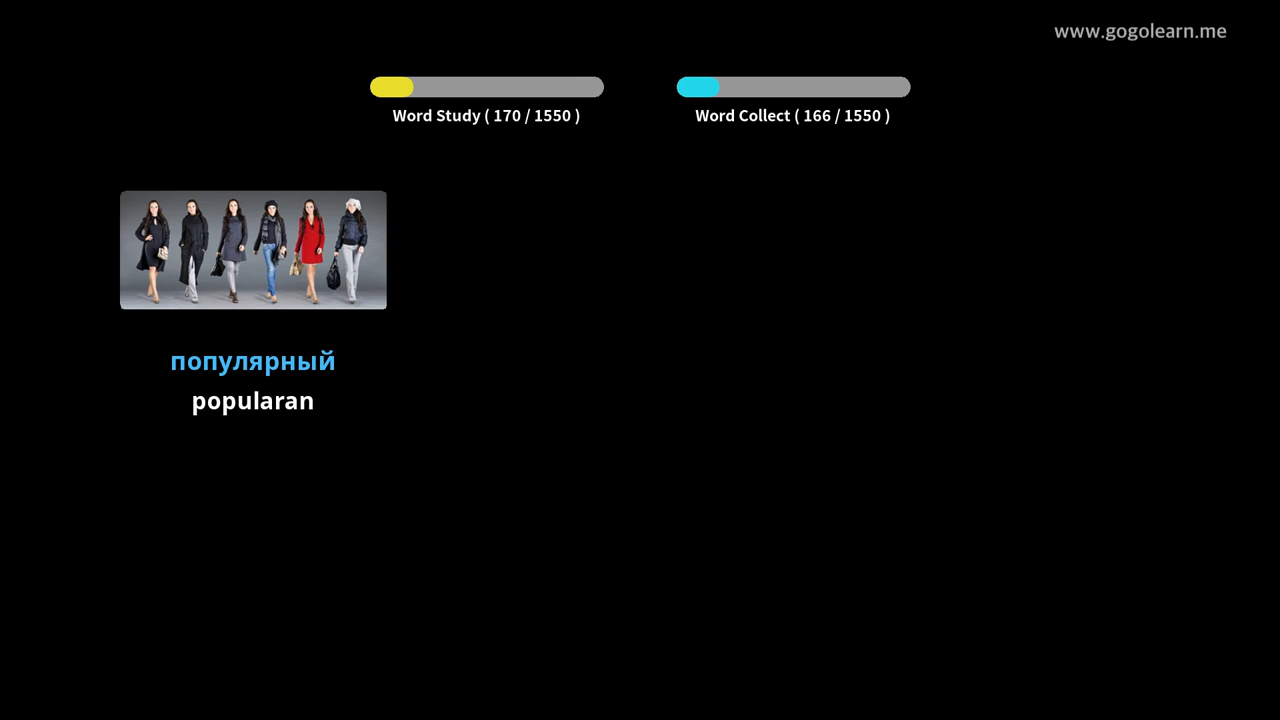 www.gogolearn.me
Word Study ( 170 / 1550 )
Word Collect ( 166 / 1550 )
популярный
popularan